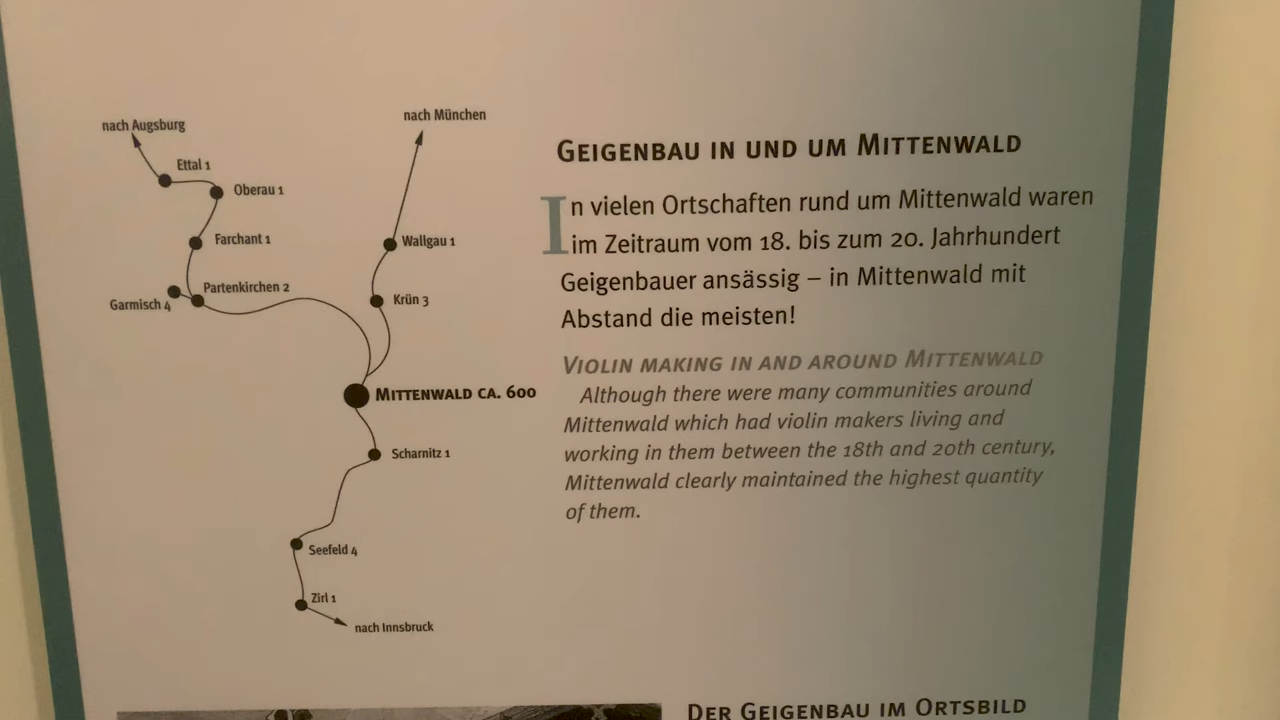 nach Augsburg
nach München
Ettal 1
Oberau 1
Farchant 1
Wallgau 1
Partenkirchen 2
Garmisch 4
Krün 3
MITTENWALD CA. 600
Scharnitz 1
Seefeld 4
Zirl 1
nach Innsbruck
GEIGENBAU IN UND UM MITTENWALD
In vielen Ortschaften rund um Mittenwald waren
im Zeitraum vom 18. bis zum 20. Jahrhundert
Geigenbauer ansässig – in Mittenwald mit
Abstand die meisten!
VIOLIN MAKING IN AND AROUND MITTENWALD
Although there were many communities around
Mittenwald which had violin makers living and
working in them between the 18th and 20th century,
Mittenwald clearly maintained the highest quantity
of them.
DER GEIGENBAU IM ORTSBILD